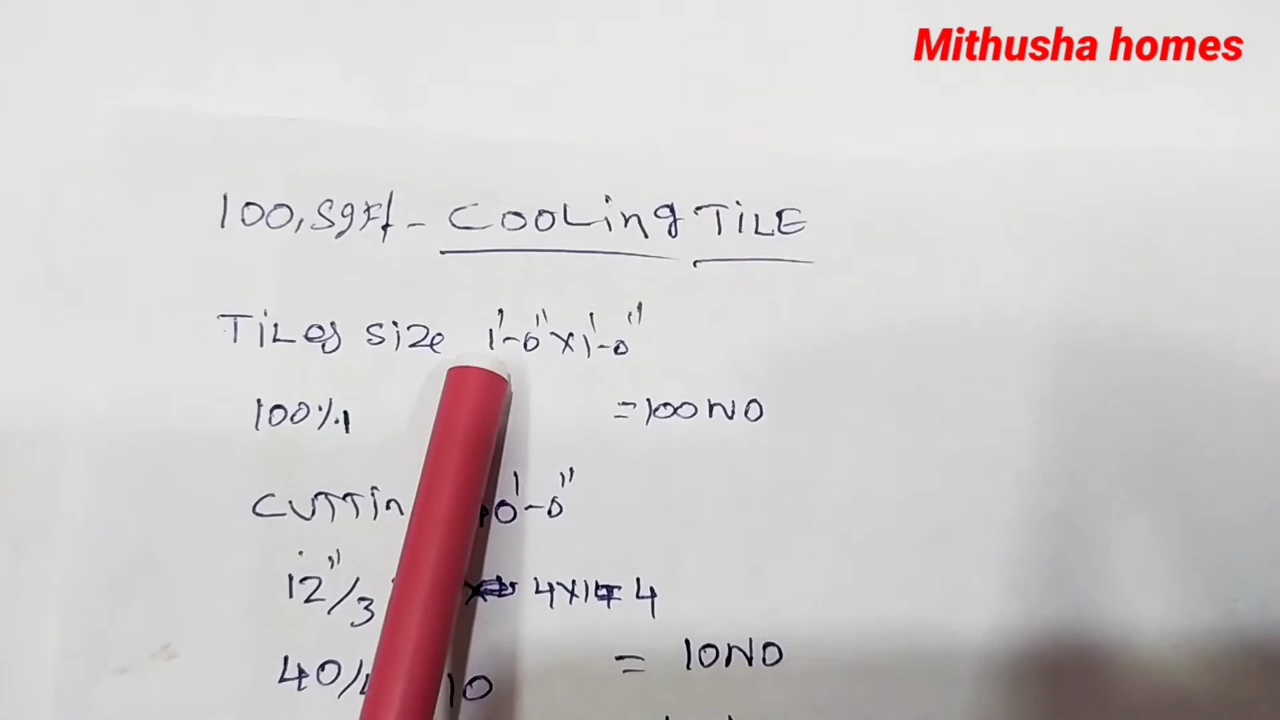 Mithusha homes
100,Sqft - COOLing TILE
TILES SizE 1'-0"X1'-0"
100/1 =100NO
CUTTin 0'-0"
12"/3 4X1= 4
40/ 10 = 10NO